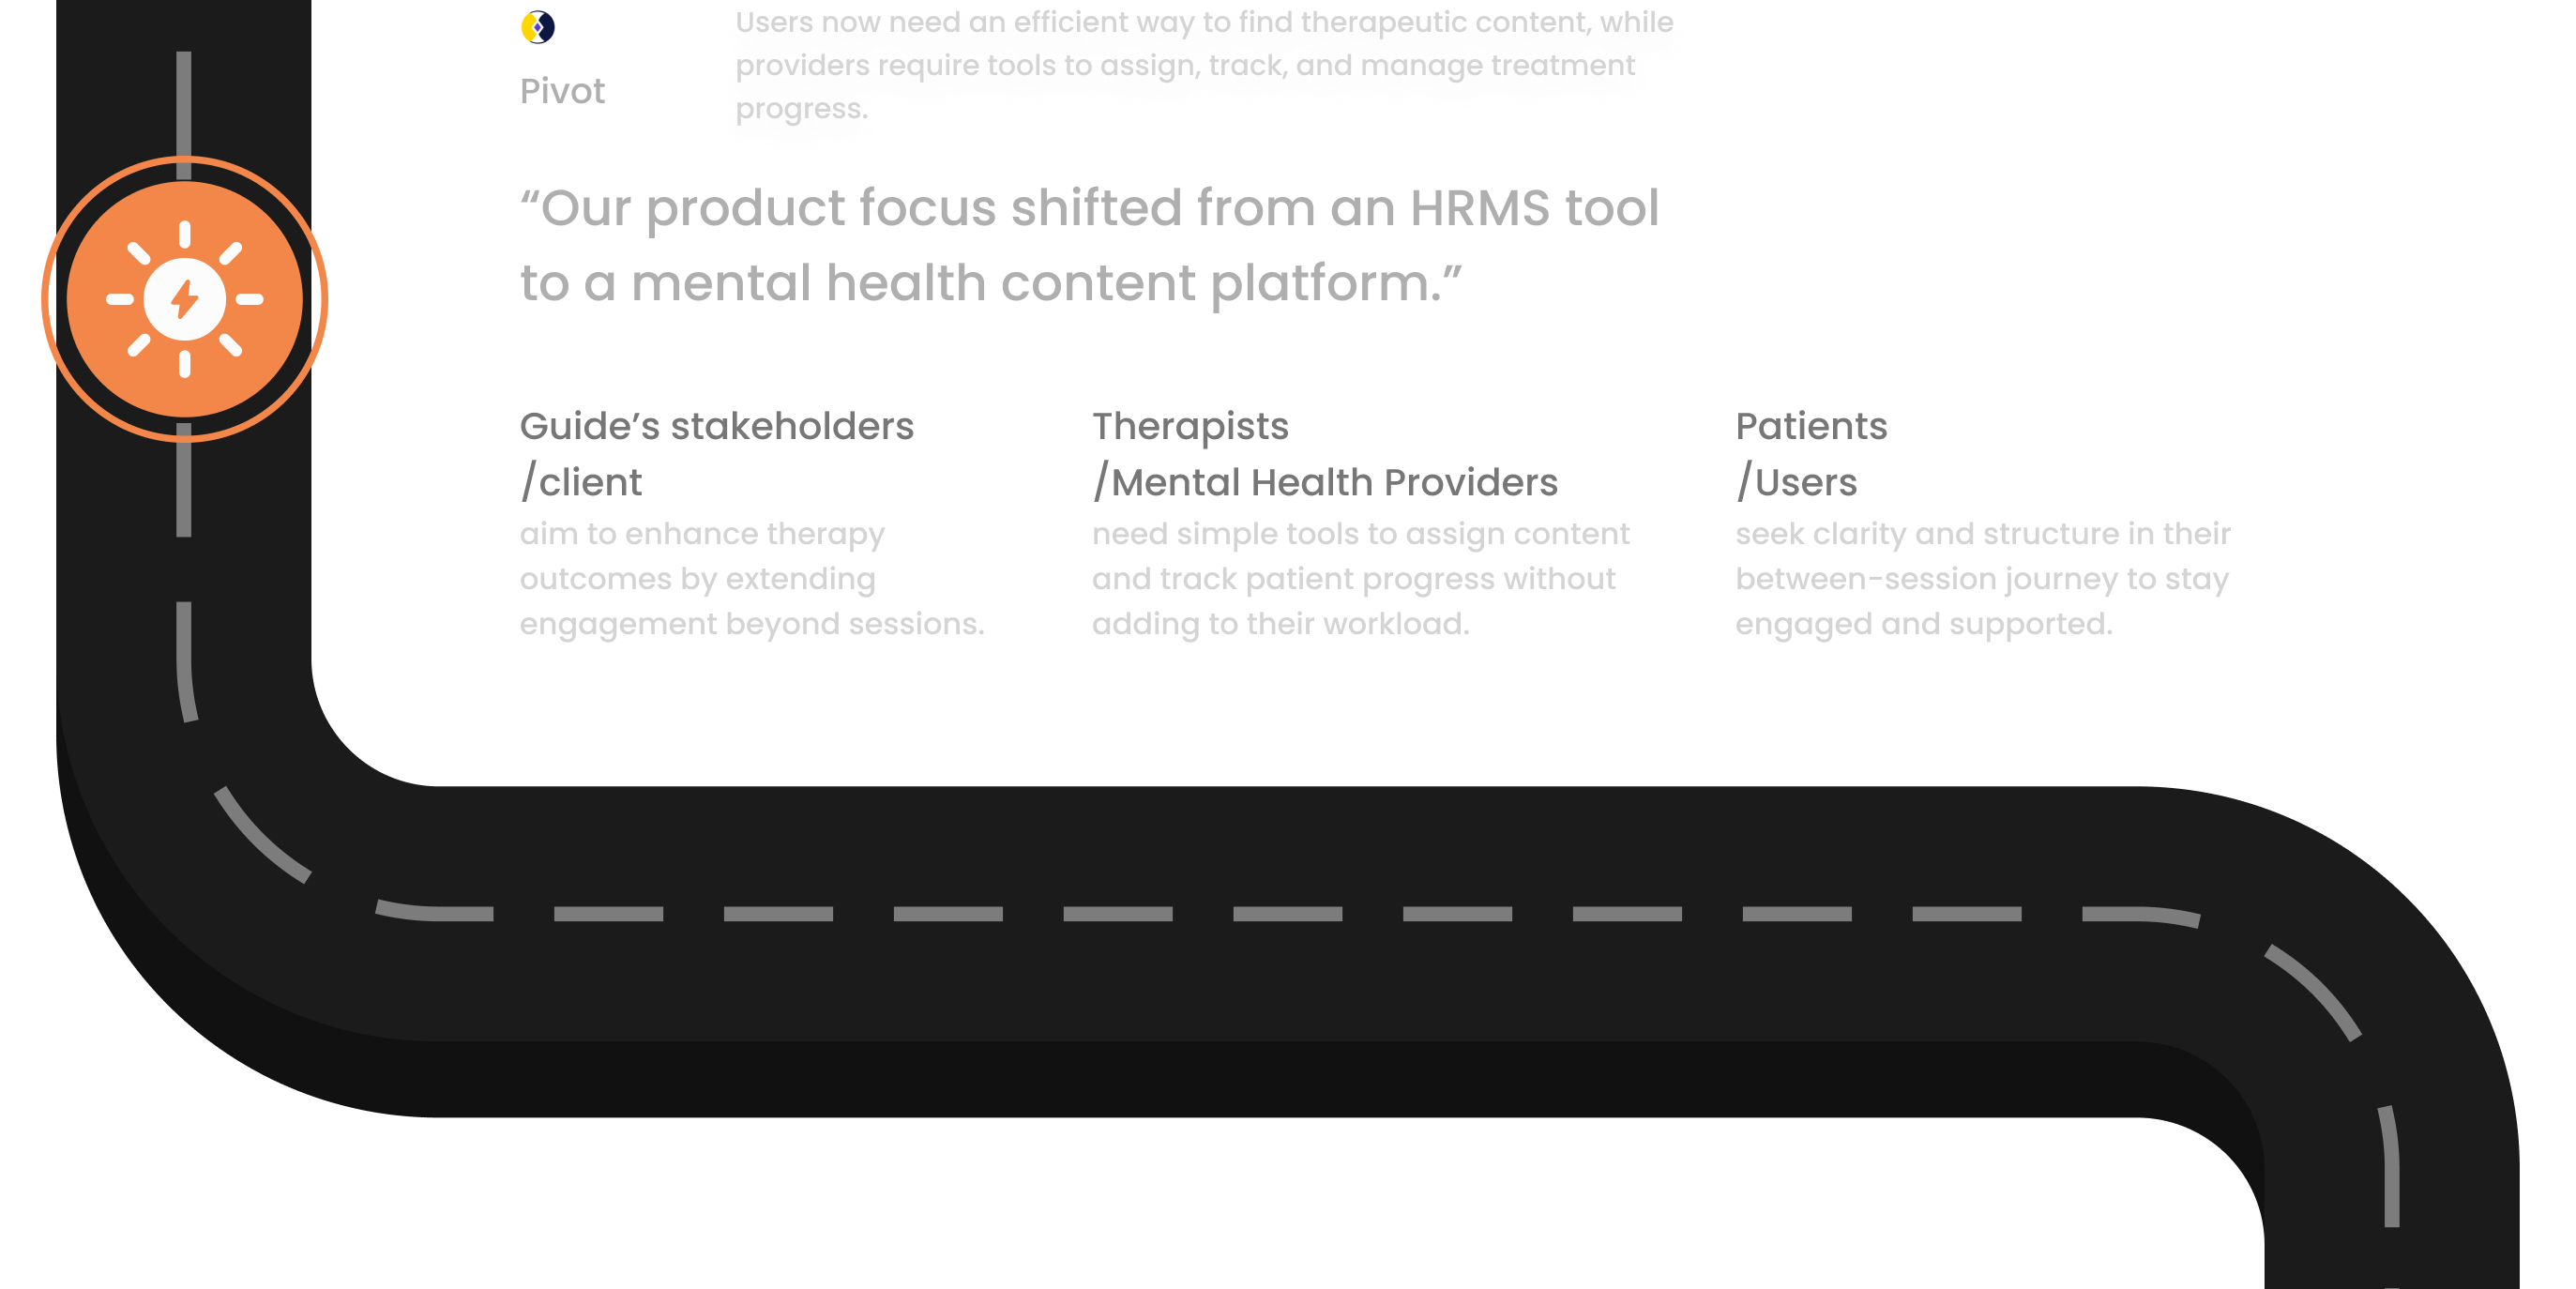 Users now need an efficient way to find therapeutic content, while
providers require tools to assign, track, and manage treatment
progress.
Pivot
“Our product focus shifted from an HRMS tool
to a mental health content platform.”
Guide’s stakeholders
/client
aim to enhance therapy
outcomes by extending
engagement beyond sessions.
Therapists
/Mental Health Providers
need simple tools to assign content
and track patient progress without
adding to their workload.
Patients
/Users
seek clarity and structure in their
between-session journey to stay
engaged and supported.